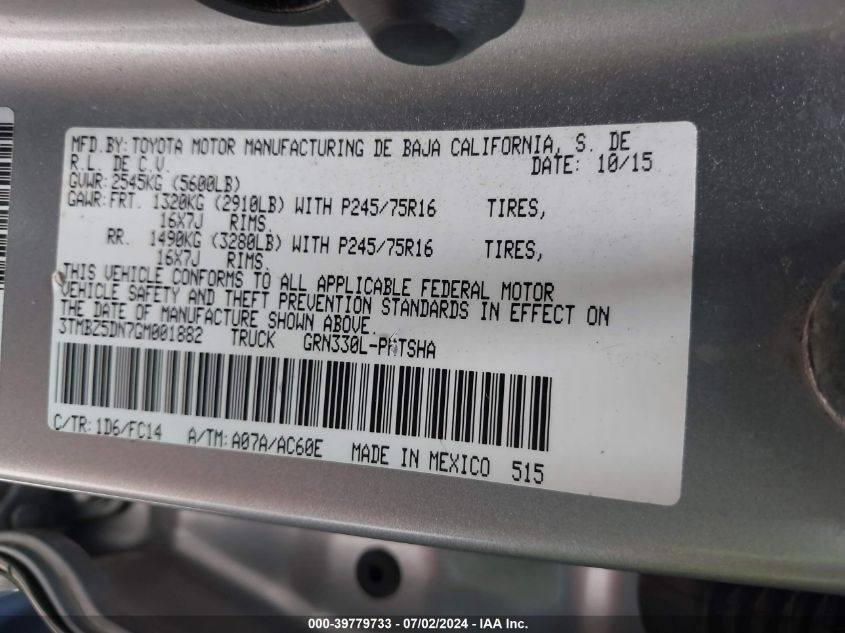 MFD.BY: TOYOTA MOTOR MANUFACTURING DE BAJA CALIFORNIA, S. DE
R.L. DE C.V. DATE: 10/15
GVWR: 2545KG (5600LB)
GAWR: FRT. 1320KG (2910LB) WITH P245/75R16 TIRES,
16X7J RIMS.
RR. 1490KG (3280LB) WITH P245/75R16 TIRES,
16X7J RIMS.
THIS VEHICLE CONFORMS TO ALL APPLICABLE FEDERAL MOTOR
VEHICLE SAFETY AND THEFT PREVENTION STANDARDS IN EFFECT ON
THE DATE OF MANUFACTURE SHOWN ABOVE.
3TMBZ5DN7GM001882 TRUCK
C/TR: 1D6/FC14 A/TM: A07A/AC60E MADE IN MEXICO 515
000-39779733 - 07/02/2024 - IAA Inc.